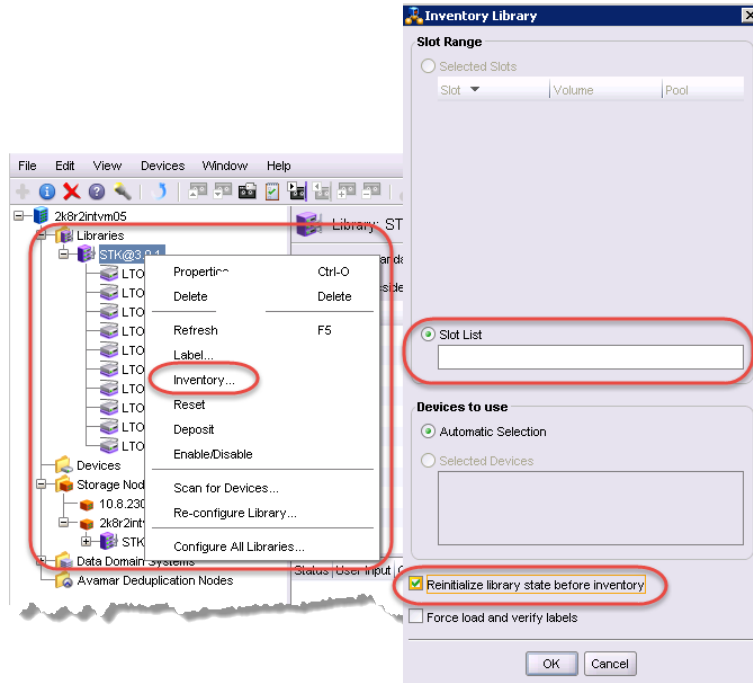 File Edit View Devices Window Help
2k8r2intvm05
Libraries
STK@3.0.1
LTO
LTO
LTO
LTO
LTO
LTO
LTO
LTO
LTO
LTO
Devices
Storage Nod
10.8.230
2k8r2int
STK
Data Domain Systems
Avamar Deduplication Nodes
Library: ST
Status User Input
Properti Ctrl-O
Delete Delete
Refresh F5
Label...
Inventory...
Reset
Deposit
Enable/Disable
Scan for Devices...
Re-configure Library...
Configure All Libraries...
Inventory Library
Slot Range
Selected Slots
Slot Volume Pool
Slot List
Devices to use
Automatic Selection
Selected Devices
Reinitialize library state before inventory
Force load and verify labels
OK Cancel